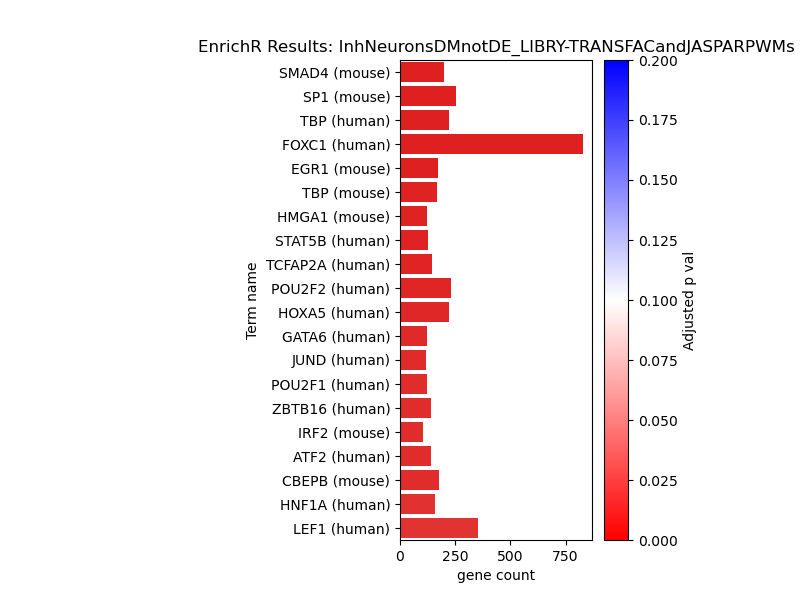 EnrichR Results: InhNeuronsDMnotDE_LIBRY-TRANSFACandJASPARPWMs
Term name
SMAD4 (mouse)
SP1 (mouse)
TBP (human)
FOXC1 (human)
EGR1 (mouse)
TBP (mouse)
HMGA1 (mouse)
STAT5B (human)
TCFAP2A (human)
POU2F2 (human)
HOXA5 (human)
GATA6 (human)
JUND (human)
POU2F1 (human)
ZBTB16 (human)
IRF2 (mouse)
ATF2 (human)
CBEPB (mouse)
HNF1A (human)
LEF1 (human)
0 250 500 750
gene count
0.200
0.175
0.150
0.125
0.100
0.075
0.050
0.025
0.000
Adjusted p val